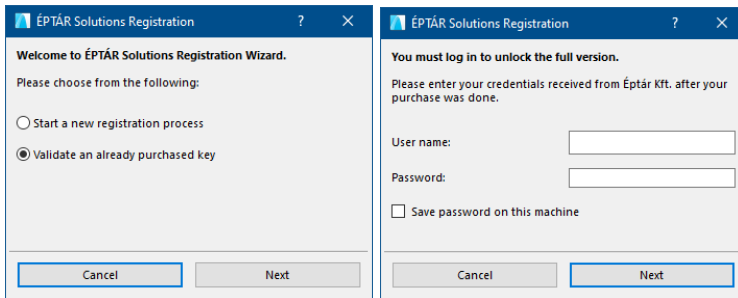 ÉPTÁR Solutions Registration
Welcome to ÉPTÁR Solutions Registration Wizard.
Please choose from the following:
Start a new registration process
Validate an already purchased key
Cancel
Next
ÉPTÁR Solutions Registration
You must log in to unlock the full version.
Please enter your credentials received from Éptár Kft. after your
purchase was done.
User name:
Password:
Save password on this machine
Cancel
Next